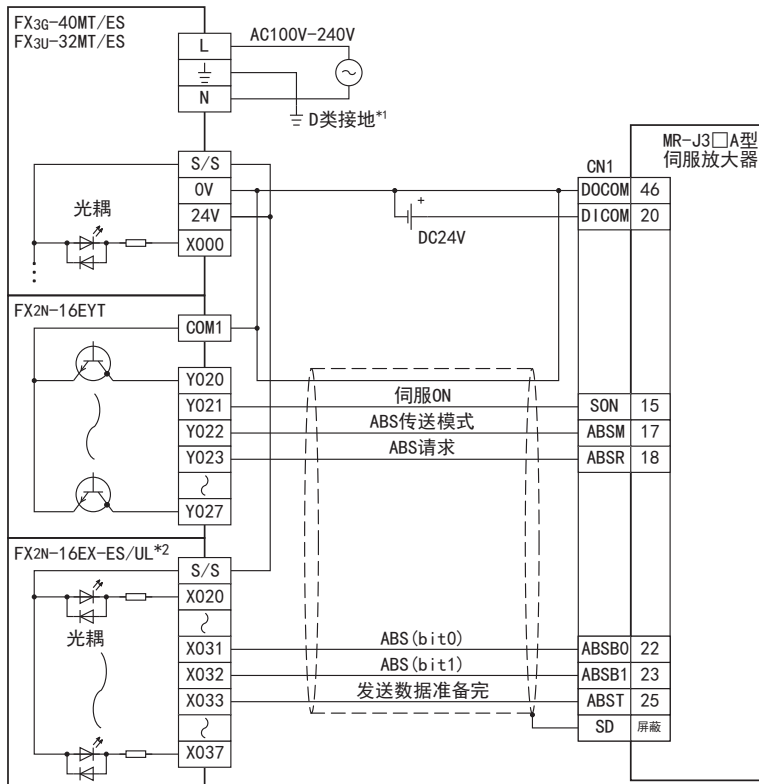 FX3G-40MT/ES
FX3U-32MT/ES
L
AC100V-240V
N
D类接地*1
S/S
0V
24V
X000
光耦
DC24V
MR-J3□A型
伺服放大器
CN1
DOCOM 46
DICOM 20
FX2N-16EYT
COM1
Y020
Y021 伺服ON SON 15
Y022 ABS传送模式 ABSM 17
Y023 ABS请求 ABSR 18
Y027
FX2N-16EX-ES/UL*2
S/S
X020
光耦
X031 ABS(bit0) ABSB0 22
X032 ABS(bit1) ABSB1 23
X033 发送数据准备完 ABST 25
SD 屏蔽
X037